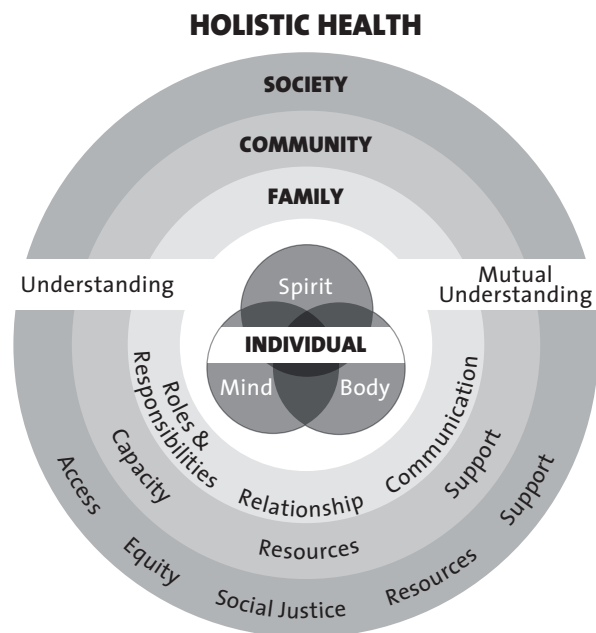 HOLISTIC HEALTH
SOCIETY
COMMUNITY
FAMILY
Understanding
Mutual
Understanding
Spirit
INDIVIDUAL
Mind
Body
Roles &
Responsibilities
Relationship
Communication
Capacity
Resources
Support
Access
Equity
Social Justice
Resources
Support